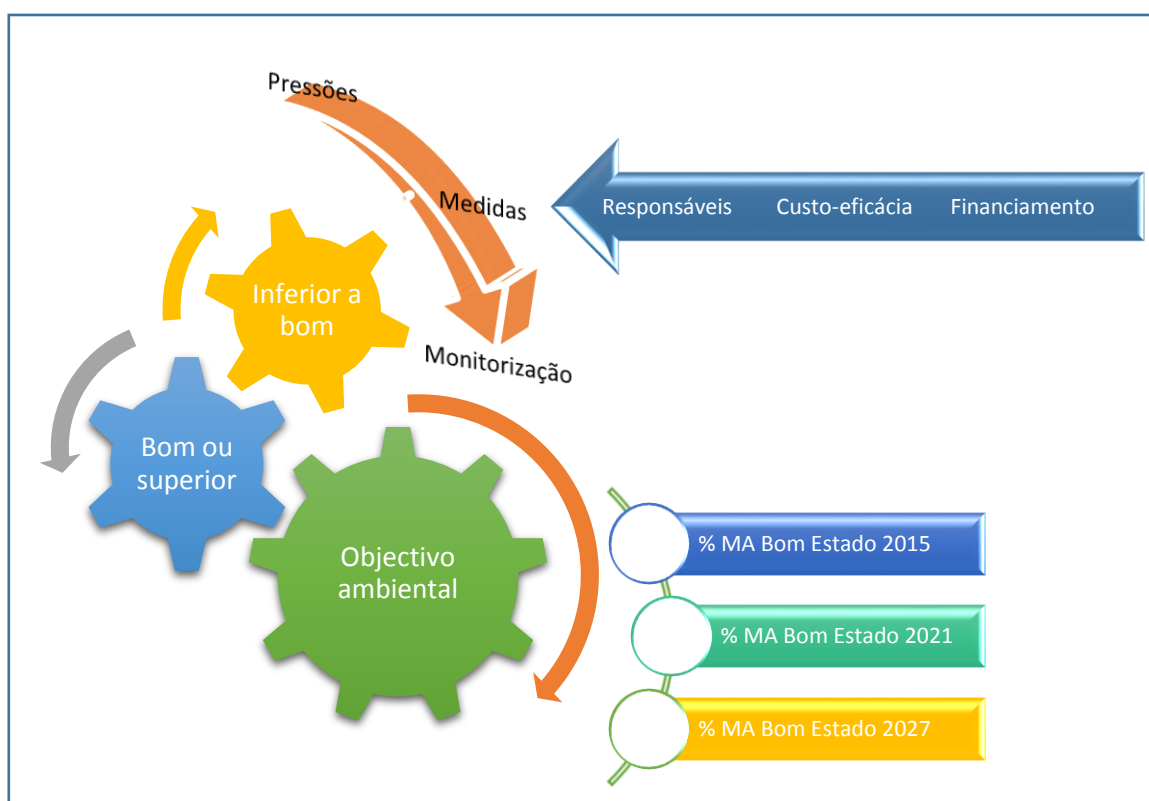 Pressões
Medidas
Responsáveis Custo-eficácia Financiamento
Inferior a
bom
Monitorização
Bom ou
superior
Objectivo
ambiental
% MA Bom Estado 2015
% MA Bom Estado 2021
% MA Bom Estado 2027